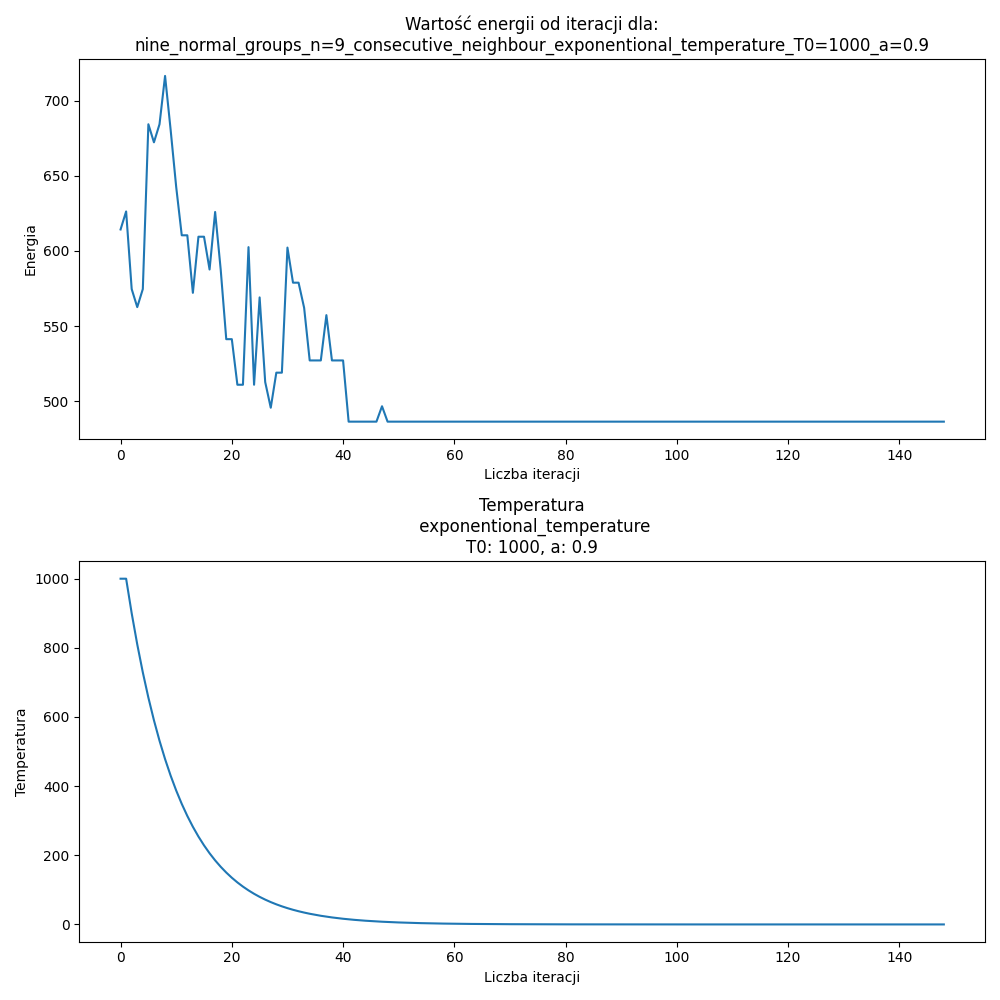 Wartość energii od iteracji dla:
nine_normal_groups_n=9_consecutive_neighbour_exponentional_temperature_T0=1000_a=0.9
700
650
600
550
500
Energia
0 20 40 60 80 100 120 140
Liczba iteracji
Temperatura
exponentional_temperature
T0: 1000, a: 0.9
1000
800
600
400
200
0
Temperatura
0 20 40 60 80 100 120 140
Liczba iteracji